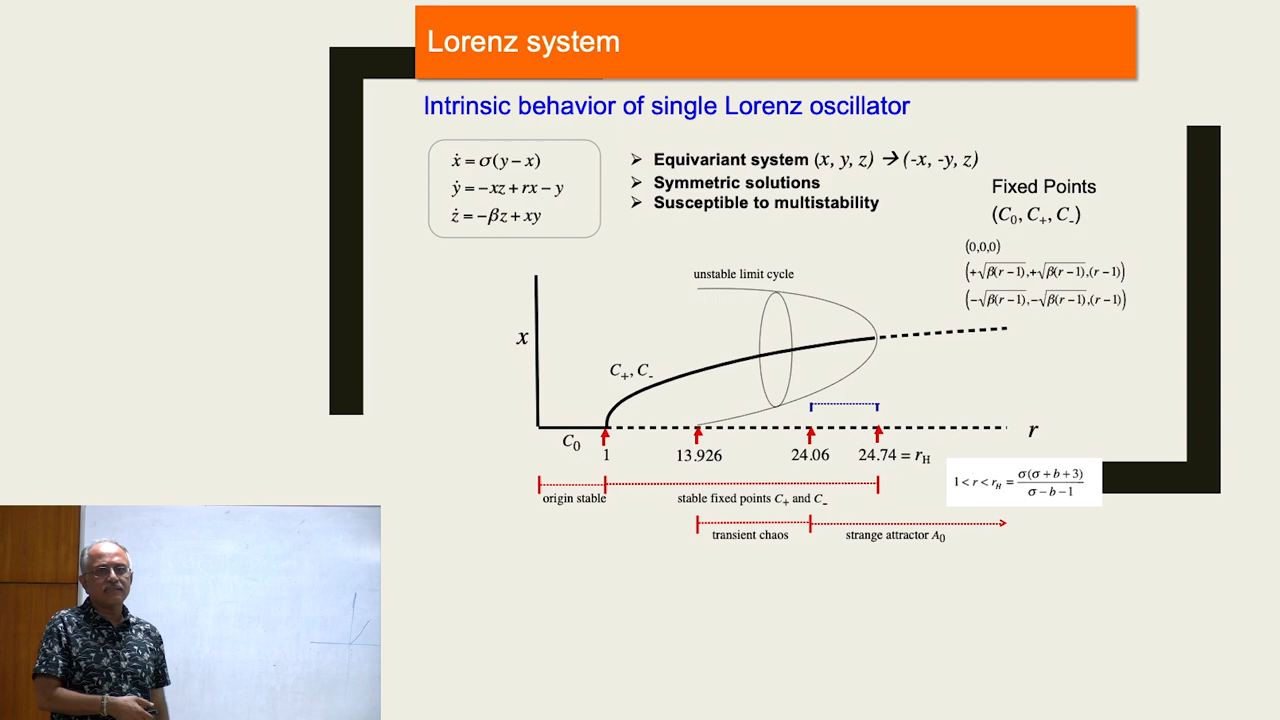 Lorenz system
Intrinsic behavior of single Lorenz oscillator
ẋ = σ(y − x)
ẏ = −xz + rx − y
ż = −βz + xy
➢ Equivariant system (x, y, z) → (-x, -y, z)
➢ Symmetric solutions
➢ Susceptible to multistability
Fixed Points
(C₀, C₊, C₋)
(0,0,0)
(+√β(r−1),+√β(r−1),(r−1))
(−√β(r−1),−√β(r−1),(r−1))
unstable limit cycle
x
C₊, C₋
C₀
r
1
13.926
24.06
24.74 = r_H
1 < r < r_H = σ(σ + b + 3) / σ − b − 1
origin stable
stable fixed points C₊ and C₋
transient chaos
strange attractor A₀